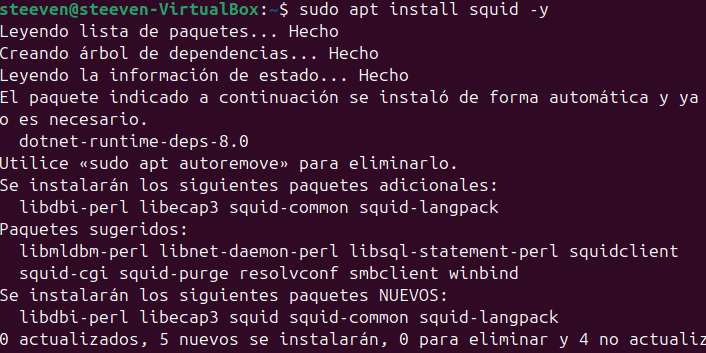 steeven@steeven-VirtualBox:~$ sudo apt install squid -y
Leyendo lista de paquetes... Hecho
Creando árbol de dependencias... Hecho
Leyendo la información de estado... Hecho
El paquete indicado a continuación se instaló de forma automática y ya
o es necesario.
  dotnet-runtime-deps-8.0
Utilice «sudo apt autoremove» para eliminarlo.
Se instalarán los siguientes paquetes adicionales:
  libdbi-perl libecap3 squid-common squid-langpack
Paquetes sugeridos:
  libmldbm-perl libnet-daemon-perl libsql-statement-perl squidclient
  squid-cgi squid-purge resolvconf smbclient winbind
Se instalarán los siguientes paquetes NUEVOS:
  libdbi-perl libecap3 squid squid-common squid-langpack
0 actualizados, 5 nuevos se instalarán, 0 para eliminar y 4 no actualiz